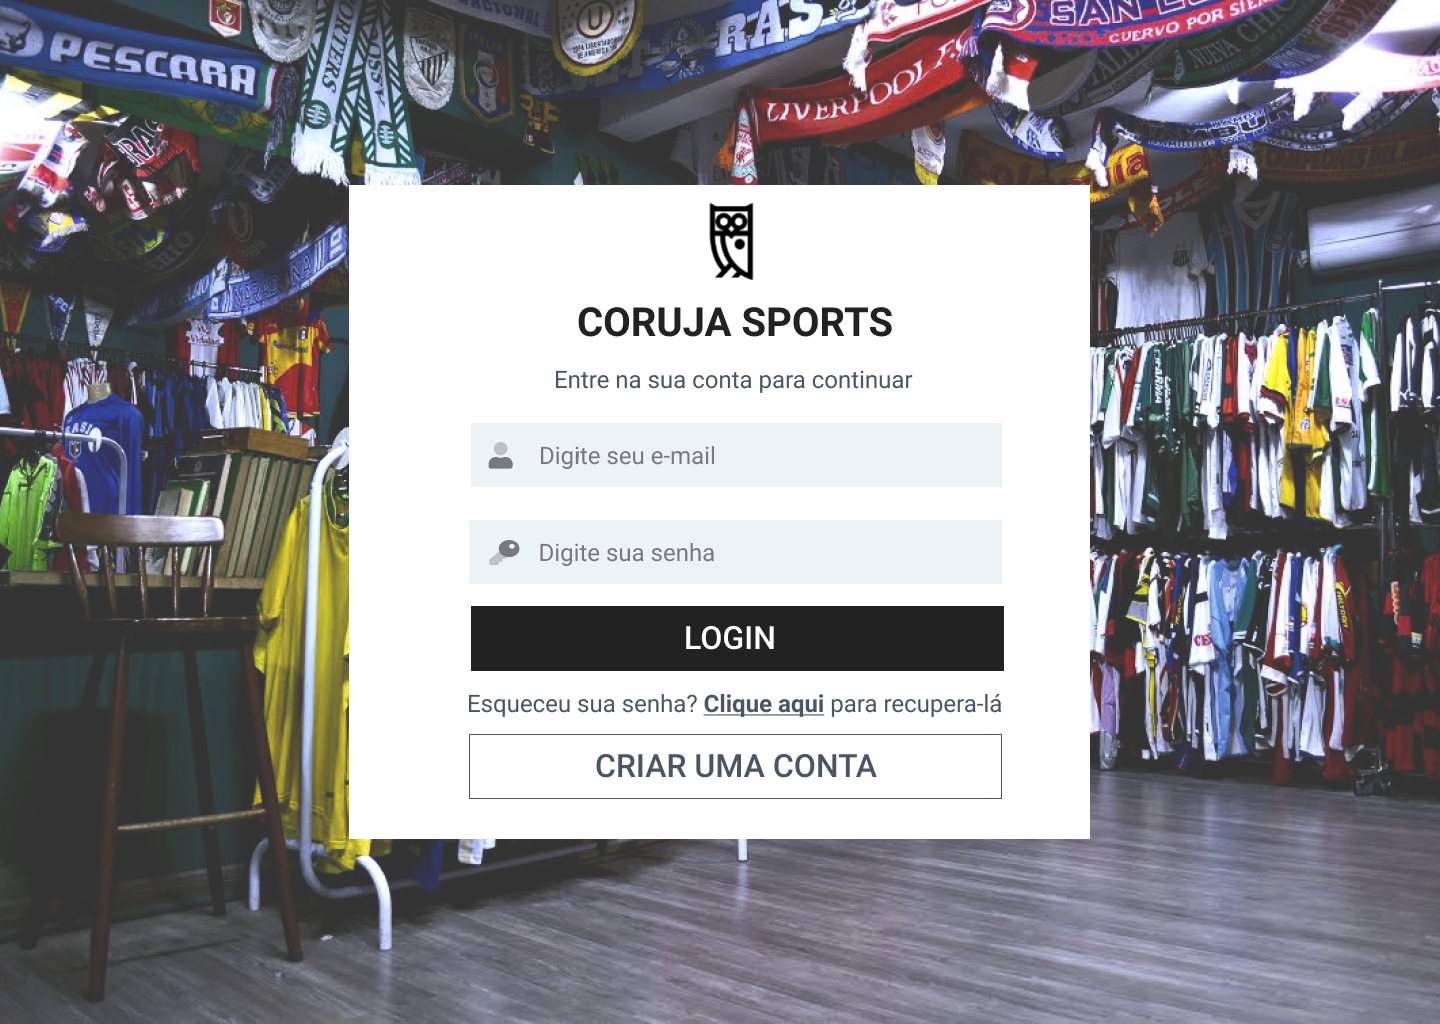 PESCARA
RAS
SAN L
CUERVO POR SIE
LIVERPOOL F.C
CORUJA SPORTS
Entre na sua conta para continuar
Digite seu e-mail
Digite sua senha
LOGIN
Esqueceu sua senha? Clique aqui para recupera-lá
CRIAR UMA CONTA